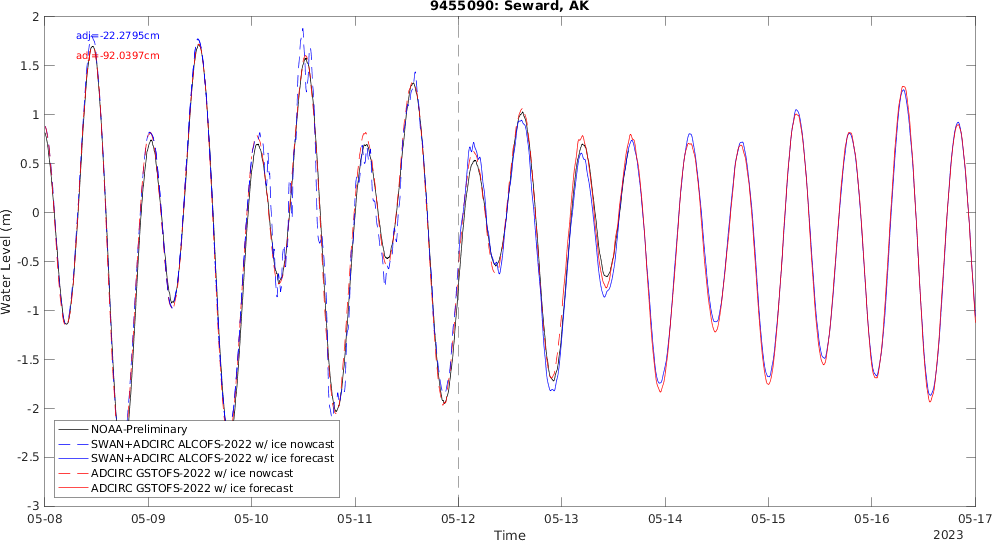 9455090: Seward, AK
adj=-22.2795cm
adj=-92.0397cm
2
1.5
1
0.5
0
-0.5
-1
-1.5
-2
-2.5
-3
Water Level (m)
NOAA-Preliminary
SWAN+ADCIRC ALCOFS-2022 w/ ice nowcast
SWAN+ADCIRC ALCOFS-2022 w/ ice forecast
ADCIRC GSTOFS-2022 w/ ice nowcast
ADCIRC GSTOFS-2022 w/ ice forecast
05-08 05-09 05-10 05-11 05-12 05-13 05-14 05-15 05-16 05-17
Time
2023